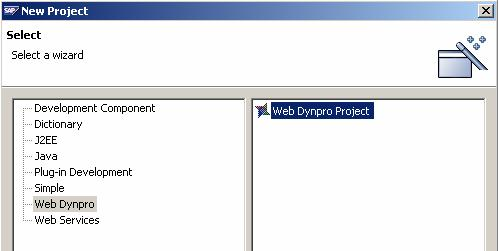 SAP New Project
Select
Select a wizard
Development Component
Dictionary
J2EE
Java
Plug-in Development
Simple
Web Dynpro
Web Services
Web Dynpro Project